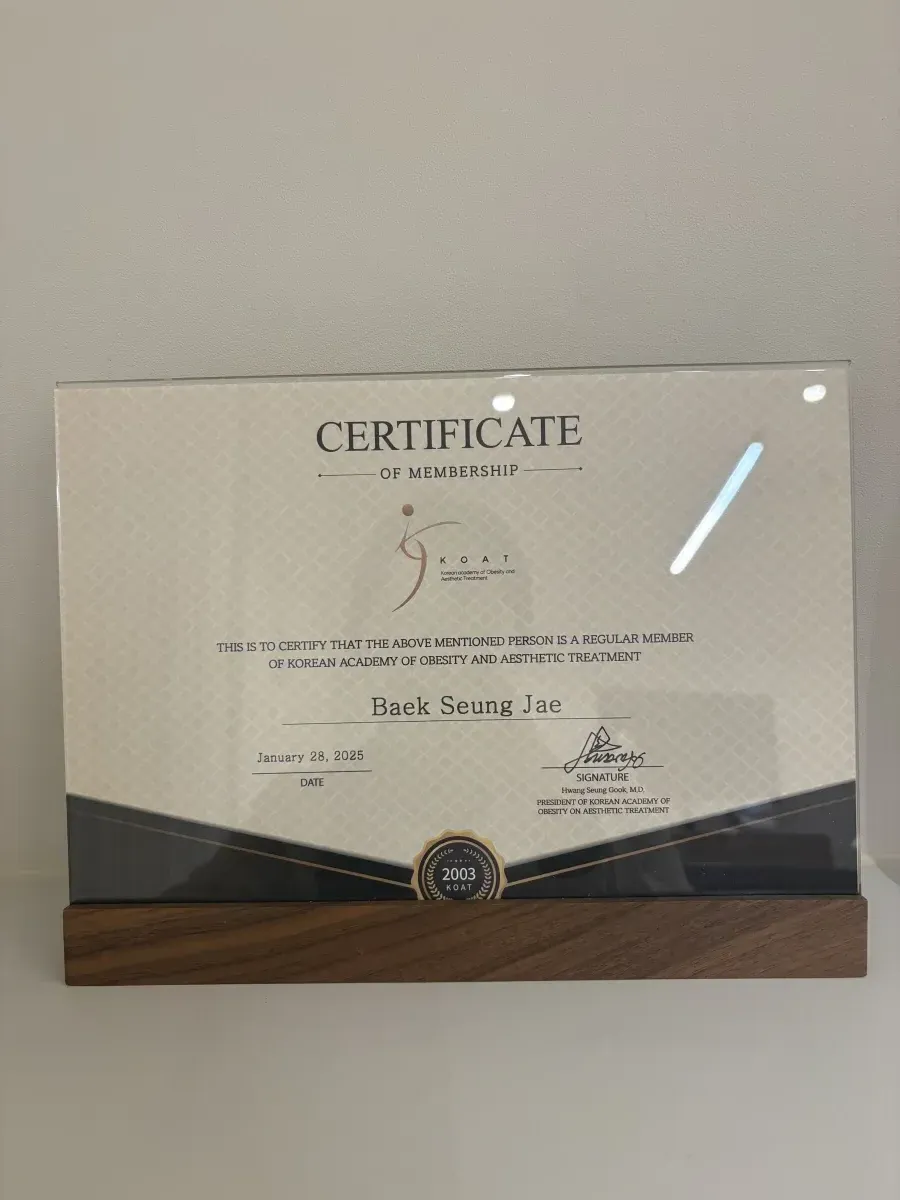 CERTIFICATE
OF MEMBERSHIP
K O A T
Korean academy of Obesity and
Aesthetic Treatment
THIS IS TO CERTIFY THAT THE ABOVE MENTIONED PERSON IS A REGULAR MEMBER
OF KOREAN ACADEMY OF OBESITY AND AESTHETIC TREATMENT
Baek Seung Jae
January 28, 2025
DATE
SIGNATURE
Hwang Seung Gook, M.D.
PRESIDENT OF KOREAN ACADEMY OF
OBESITY ON AESTHETIC TREATMENT
2003
KOAT